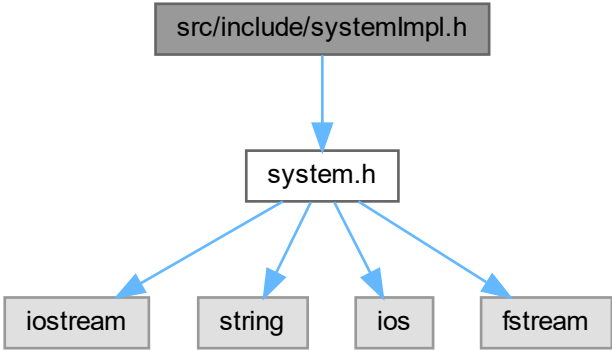 src/include/systemImpl.h
system.h
iostream
string
ios
fstream